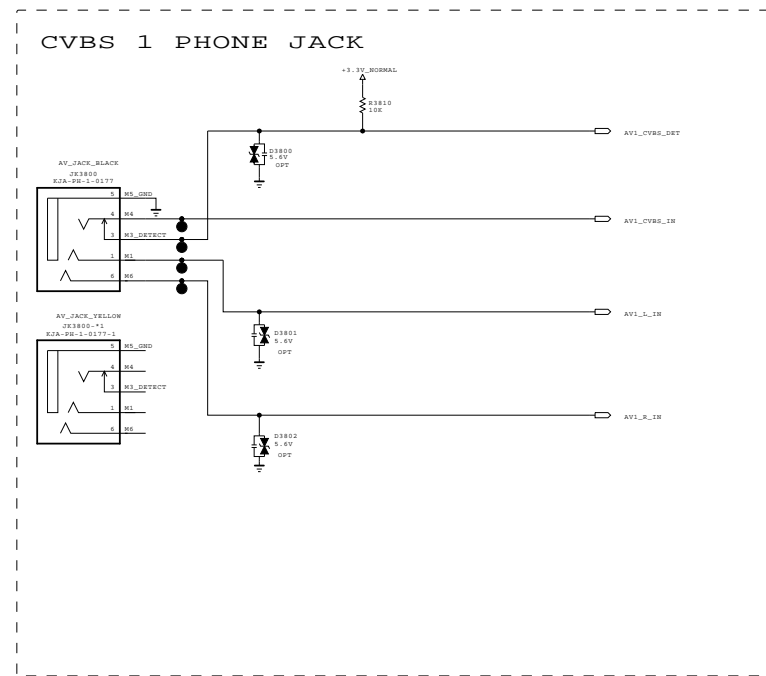 CVBS 1 PHONE JACK
+3.3V_NORMAL
R3810
10K
AV1_CVBS_DET
D3800
5.6V
OPT
AV_JACK_BLACK
JK3800
KJA-PH-1-0177
5 M5_GND
4 M4
AV1_CVBS_IN
3 M3_DETECT
1 M1
6 M6
AV1_L_IN
AV_JACK_YELLOW
JK3800-*1
KJA-PH-1-0177-1
D3801
5.6V
OPT
5 M5_GND
4 M4
3 M3_DETECT
1 M1
AV1_R_IN
6 M6
D3802
5.6V
OPT